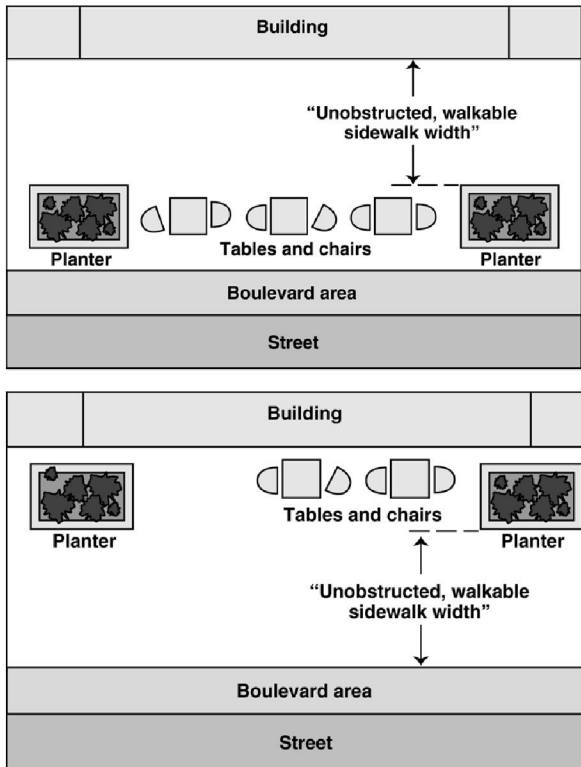 Building
“Unobstructed, walkable
sidewalk width”
Tables and chairs
Planter
Planter
Boulevard area
Street
Building
Tables and chairs
Planter
Planter
“Unobstructed, walkable
sidewalk width”
Boulevard area
Street